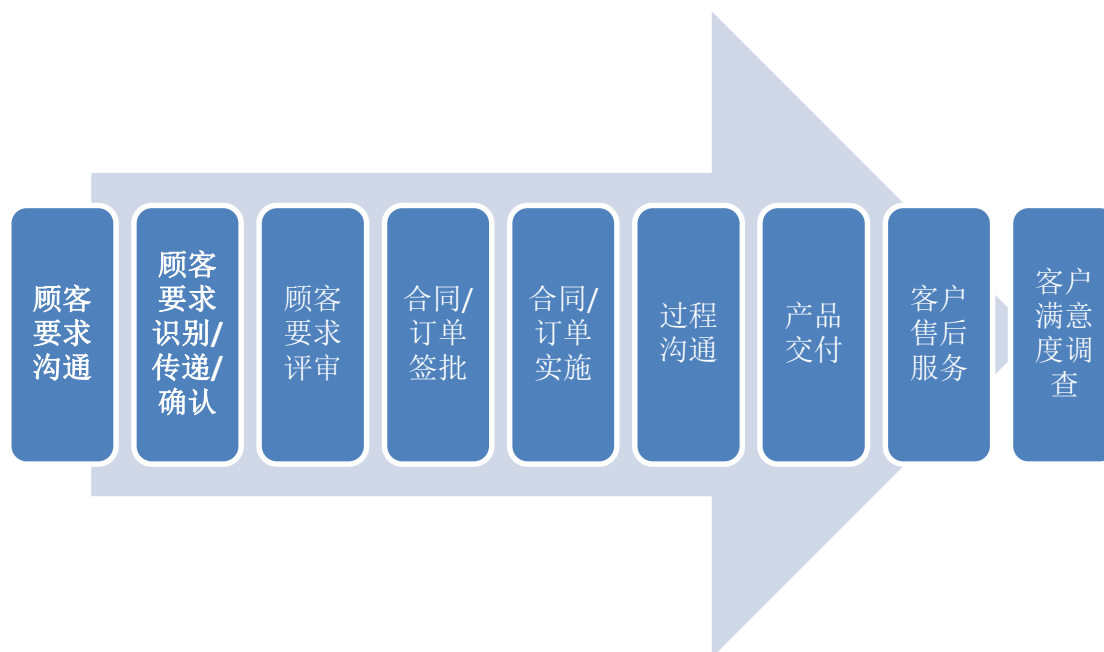 顾客
要求
沟通
顾客
要求
识别/
传递/
确认
顾客
要求
评审
合同/
订单
签批
合同/
订单
实施
过程
沟通
产品
交付
客户
售后
服务
客户
满意
度调
查